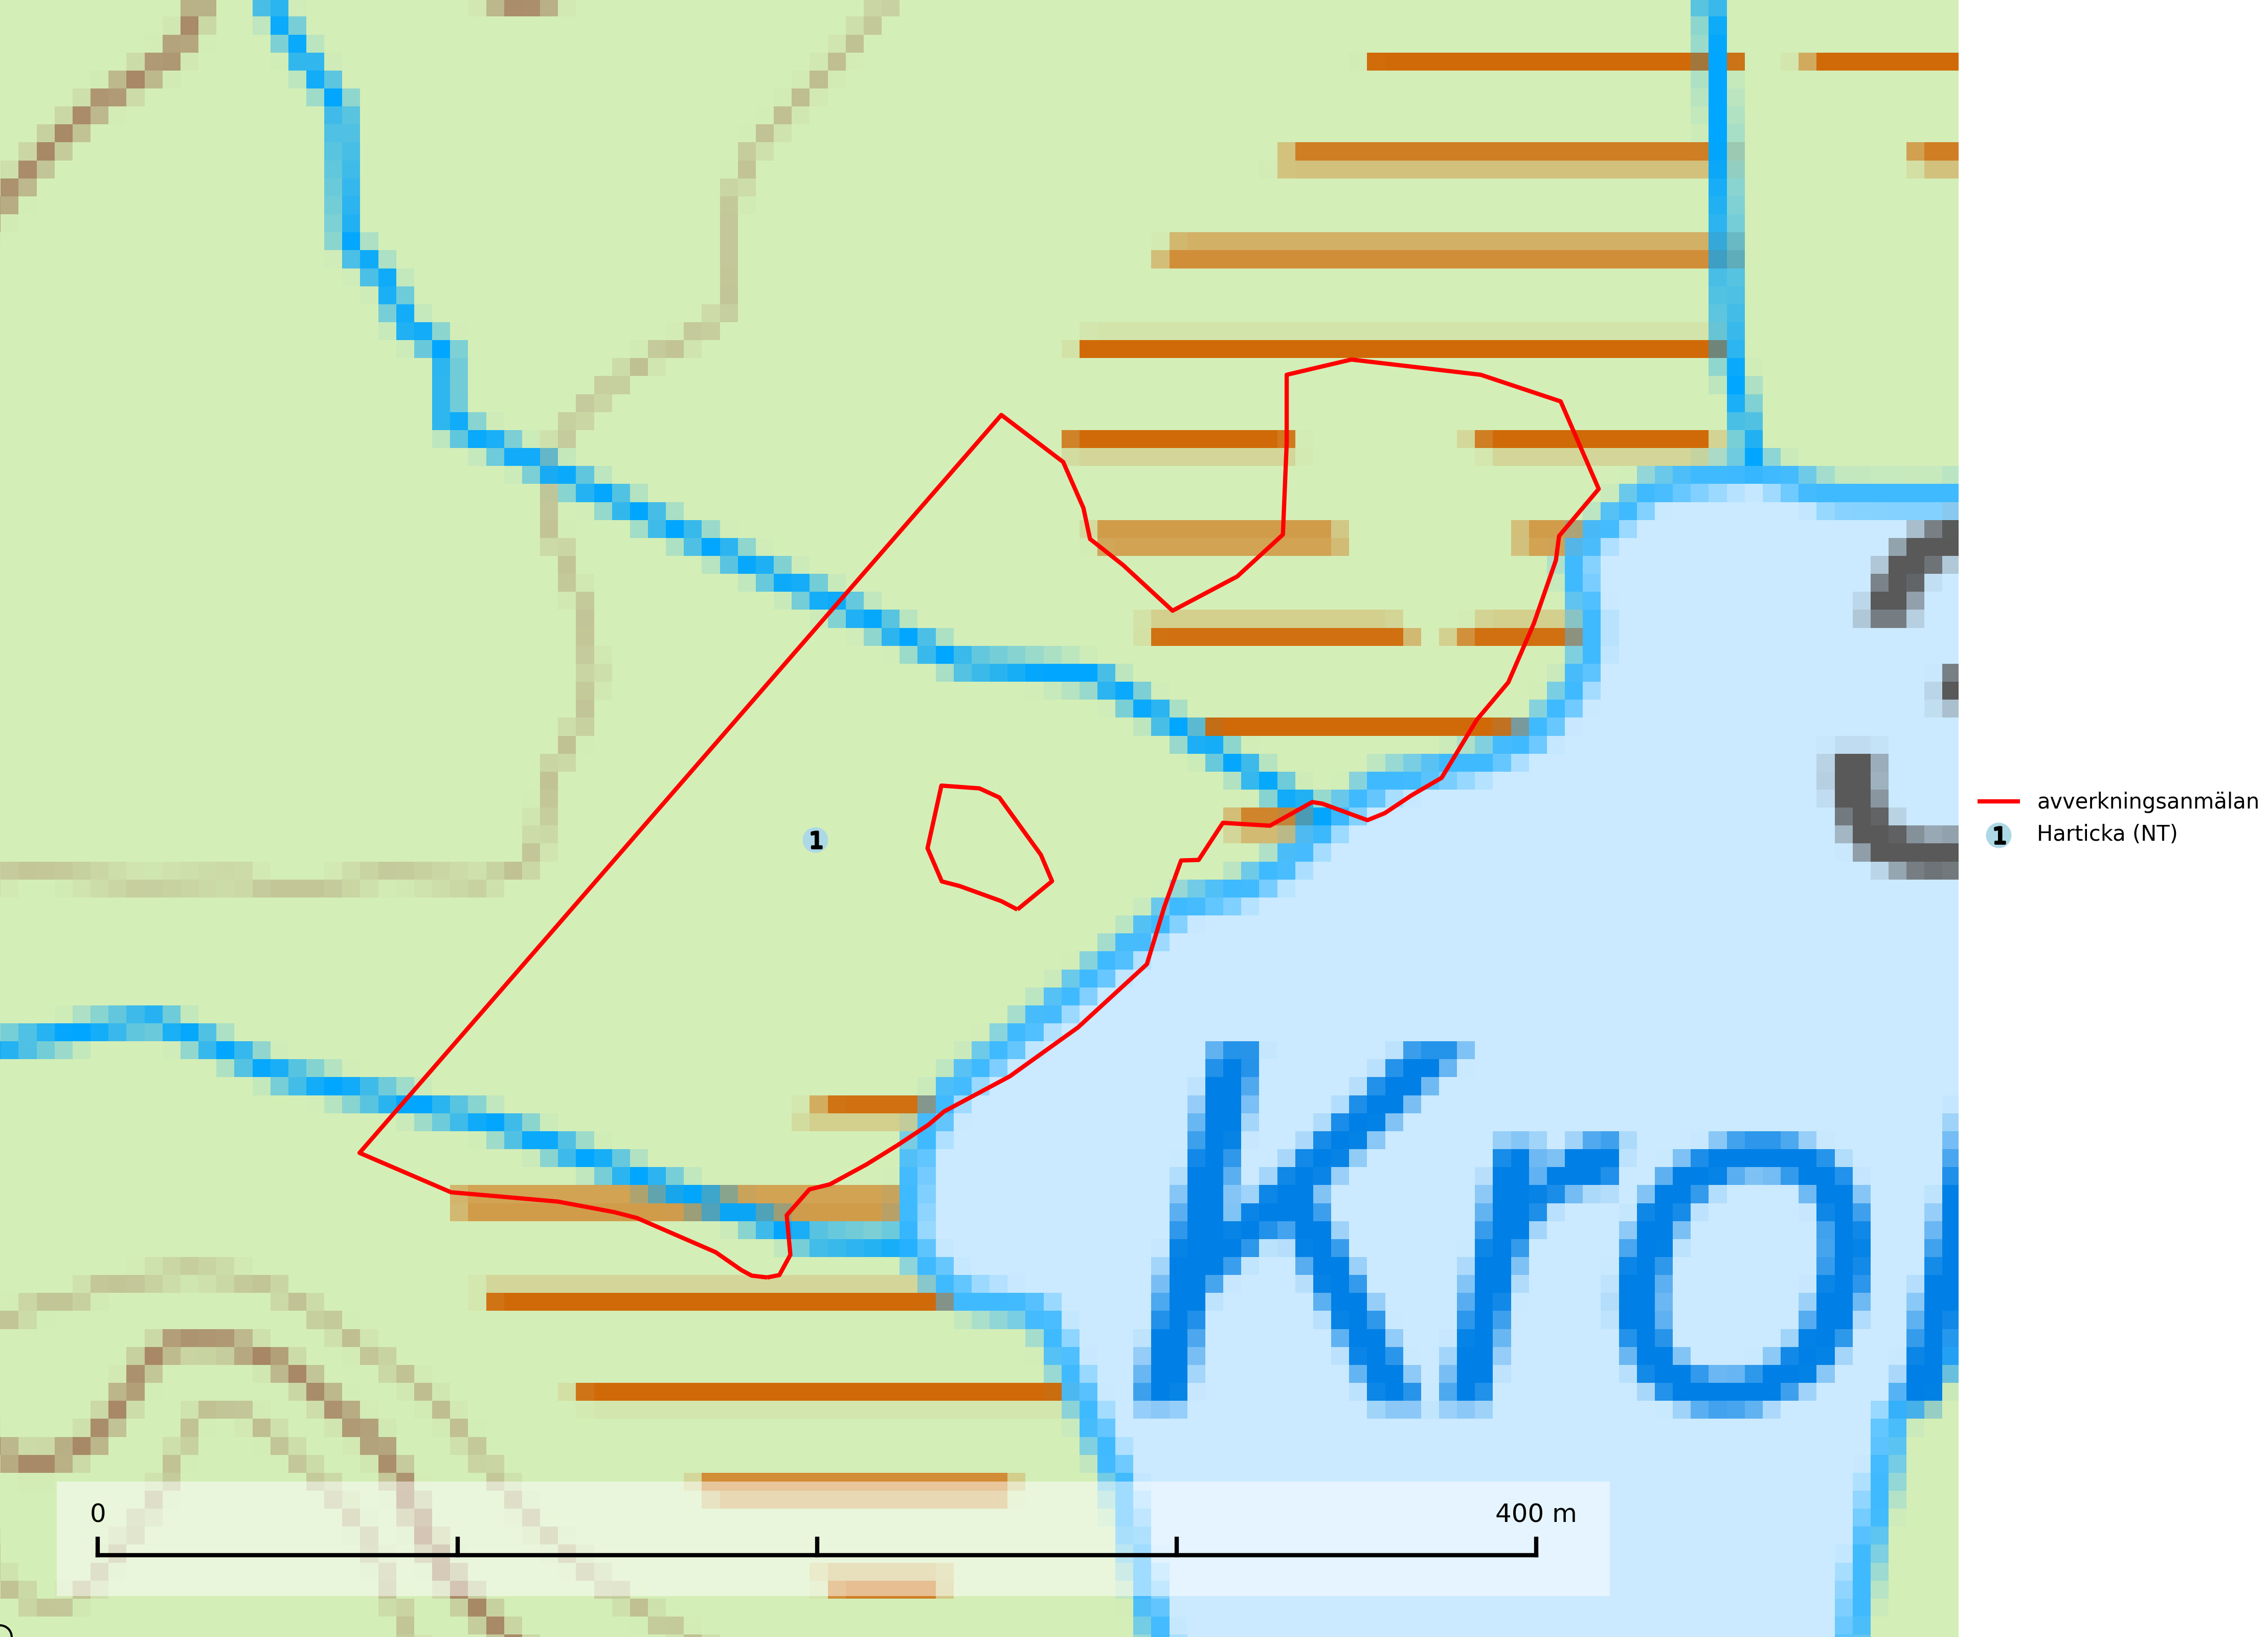 1
avverkningsanmälan
1 Harticka (NT)
Kro
0 400 m